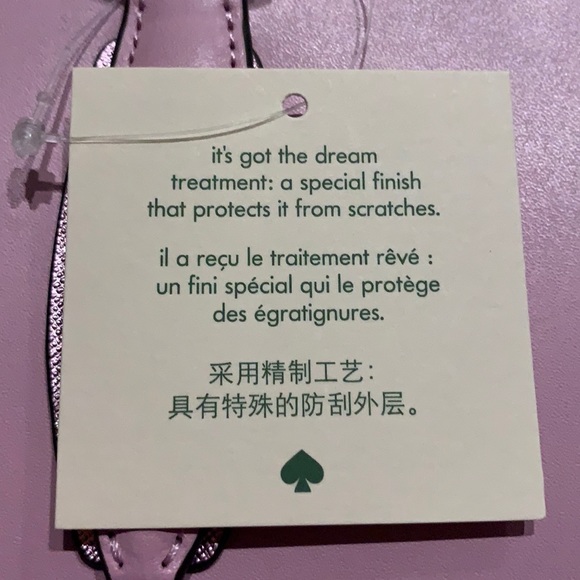 it's got the dream
treatment: a special finish
that protects it from scratches.
il a reçu le traitement rêvé :
un fini spécial qui le protège
des égratignures.
采用精制工艺：
具有特殊的防刮外层。